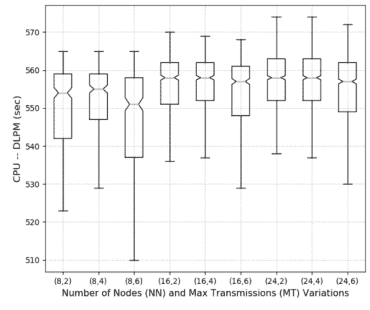 CPU -- DLPM (sec)
570
560
550
540
530
520
510
(8,2) (8,4) (8,6) (16,2) (16,4) (16,6) (24,2) (24,4) (24,6)
Number of Nodes (NN) and Max Transmissions (MT) Variations